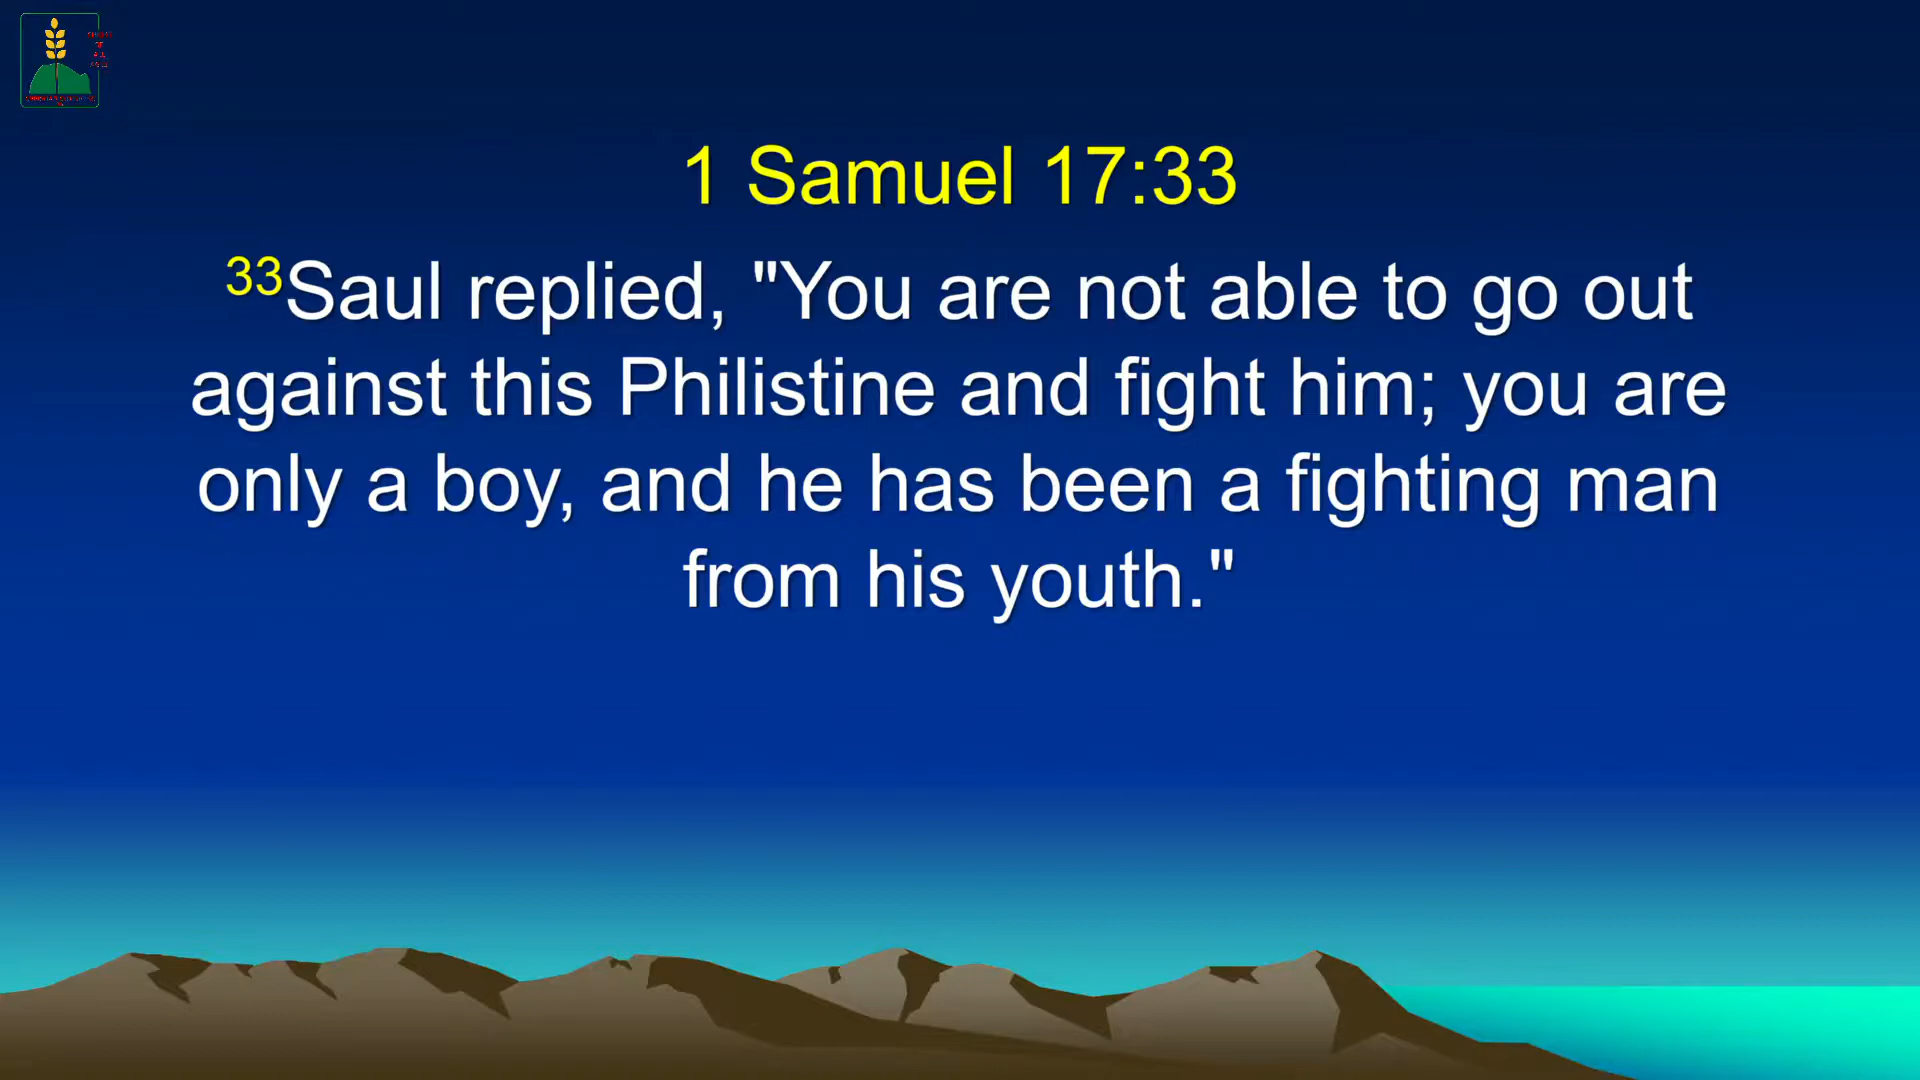 1 Samuel 17:33
33Saul replied, "You are not able to go out
against this Philistine and fight him; you are
only a boy, and he has been a fighting man
from his youth."